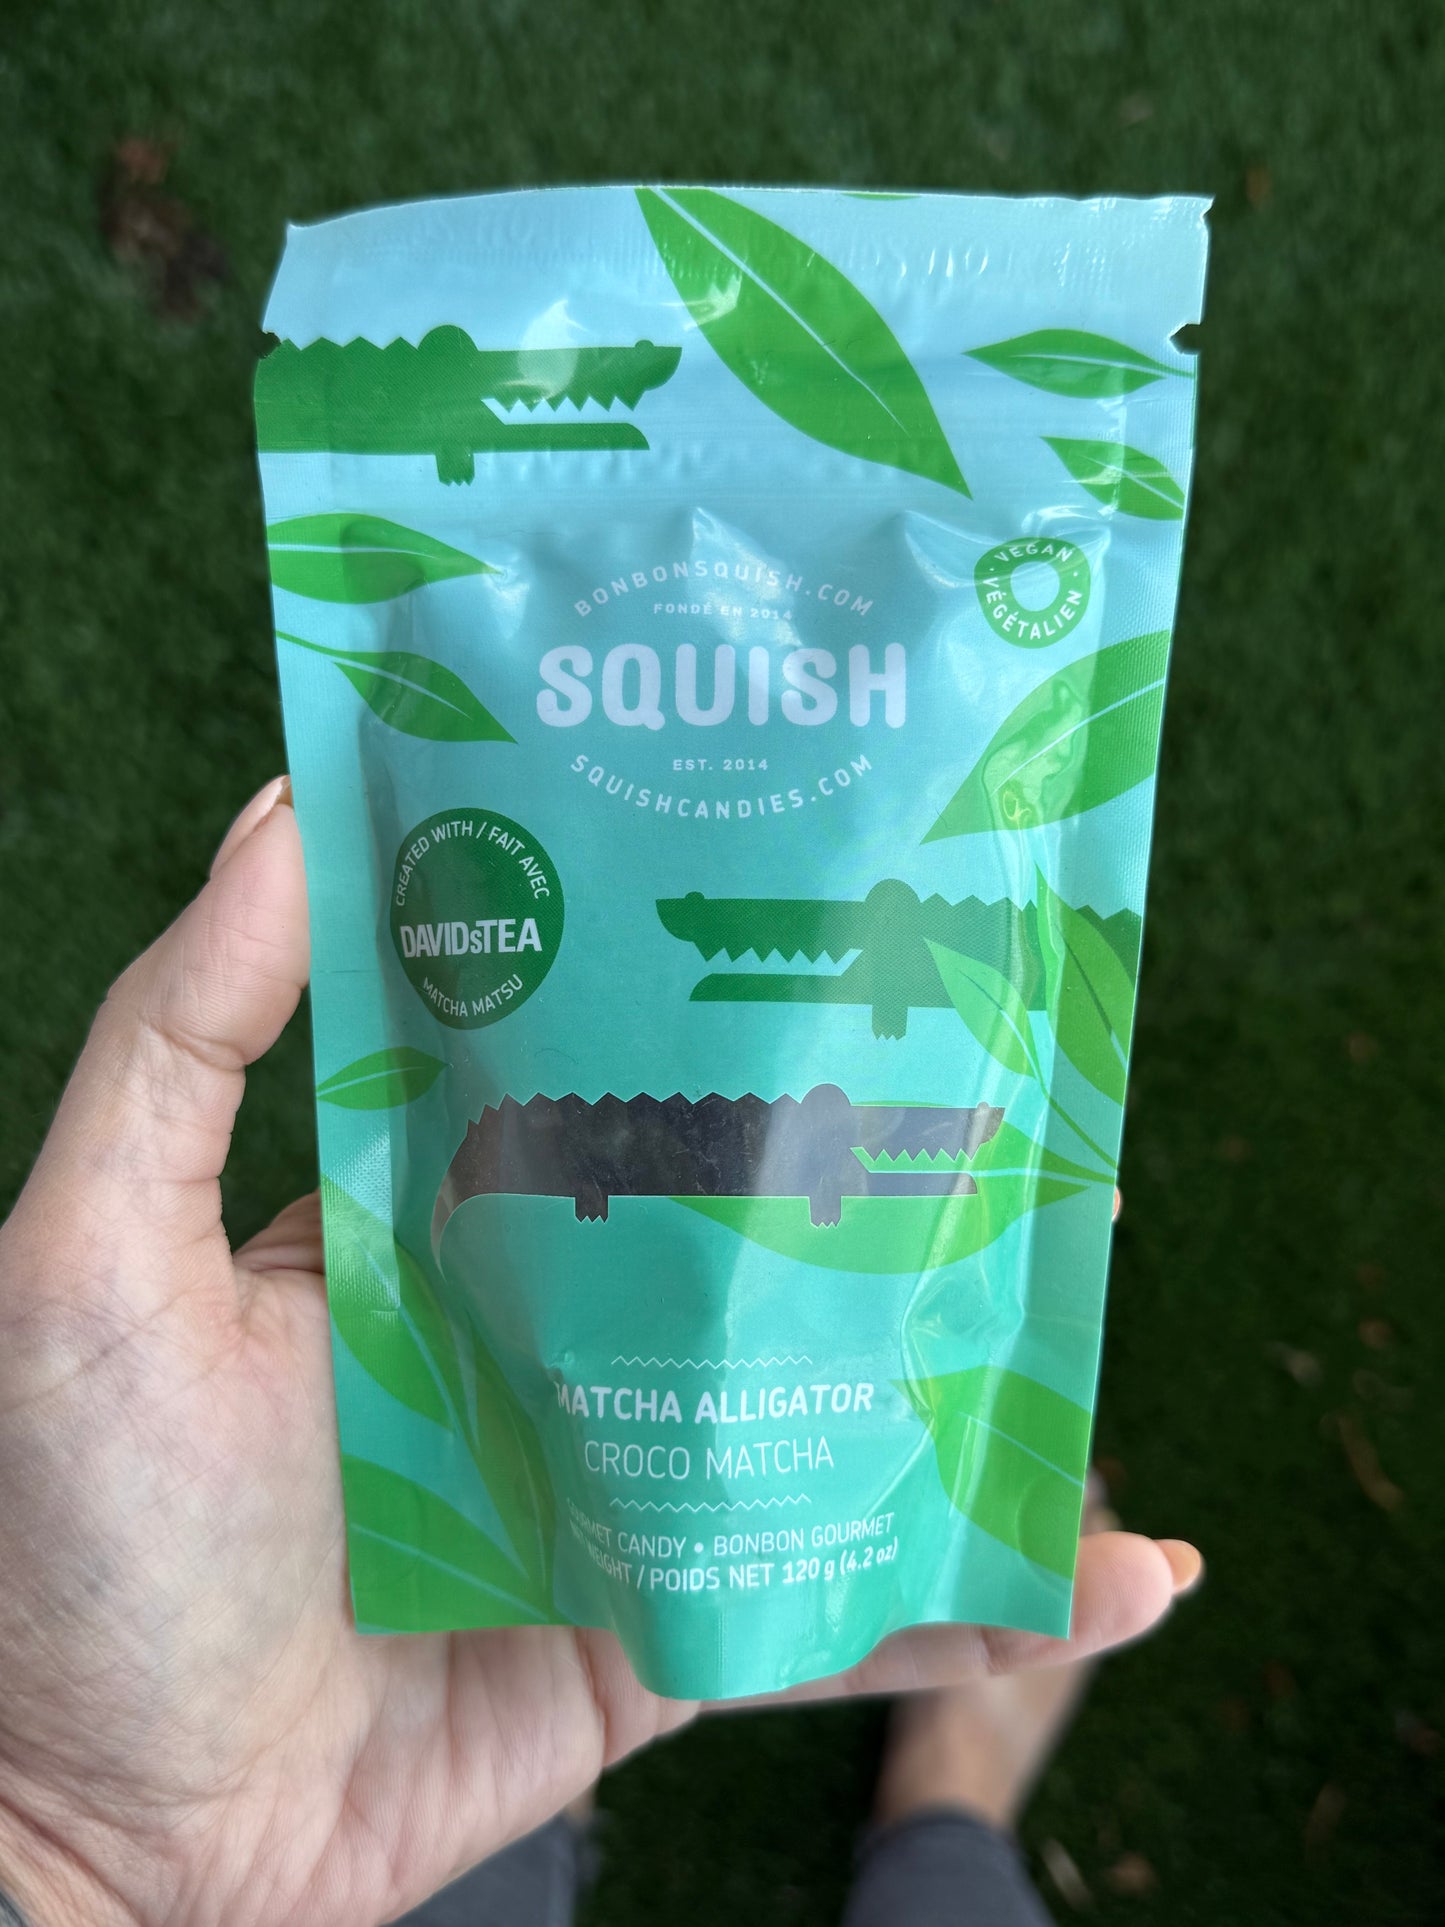 BONBONSQUISH.COM
FONDÉ EN 2014
SQUISH
EST. 2014
SQUISHCANDIES.COM
VEGAN • VÉGÉTALIEN •
CREATED WITH / FAIT AVEC
DAVIDsTEA
MATCHA MATSU
MATCHA ALLIGATOR
CROCO MATCHA
GOURMET CANDY • BONBON GOURMET
NET WEIGHT / POIDS NET 120 g (4.2 oz)